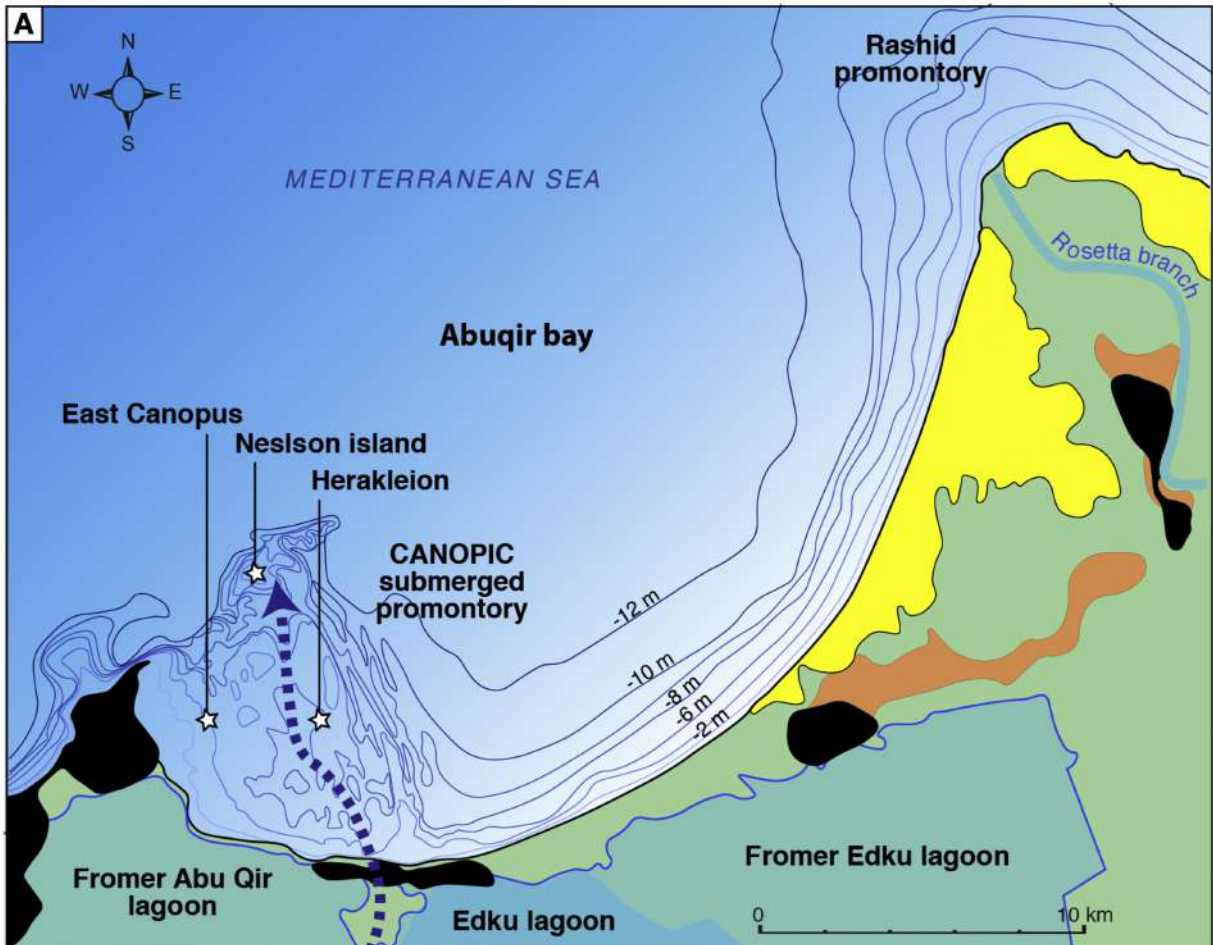 A
N
W E
S
Rashid
promontory
MEDITERRANEAN SEA
Rosetta branch
Abuqir bay
East Canopus
Neslson island
Herakleion
CANOPIC
submerged
promontory
-12 m
-10 m
-8 m
-6 m
-2 m
Fromer Abu Qir
lagoon
Edku lagoon
Fromer Edku lagoon
0 10 km